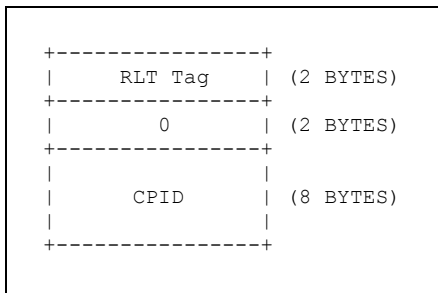 +----------------+
| RLT Tag | (2 BYTES)
+----------------+
| 0 | (2 BYTES)
+----------------+
| |
| CPID | (8 BYTES)
| |
+----------------+